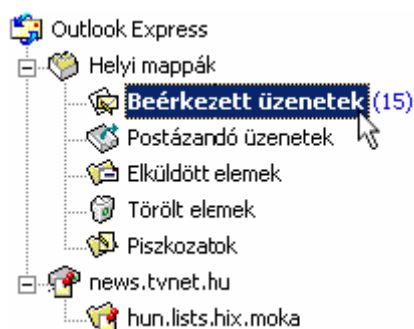 Outlook Express
Helyi mappák
Beérkezett üzenetek (15)
Postázandó üzenetek
Elküldött elemek
Törölt elemek
Piszkozatok
news.tvnet.hu
hun.lists.hix.moka